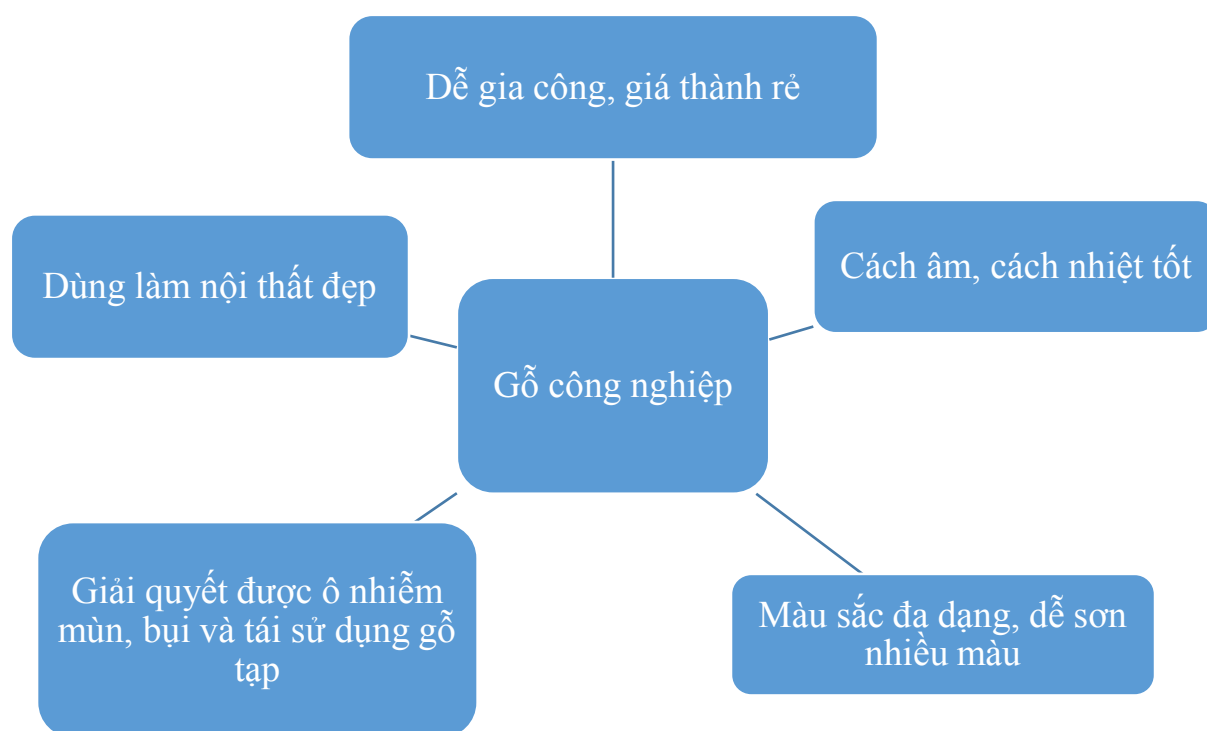 Dễ gia công, giá thành rẻ
Cách âm, cách nhiệt tốt
Dùng làm nội thất đẹp
Gỗ công nghiệp
Giải quyết được ô nhiễm
mùn, bụi và tái sử dụng gỗ
tạp
Màu sắc đa dạng, dễ sơn
nhiều màu